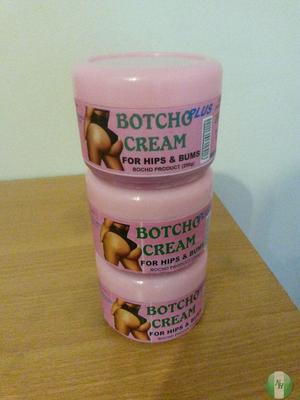 BOTCHO PLUS
CREAM
FOR HIPS & BUMS
BOCHO PRODUCT (200g)
BOTCHO Plus
CREAM
FOR HIPS & BUMS
BOCHO PRODUCT
BOTCHO
CREAM
FOR HIPS & BUMS